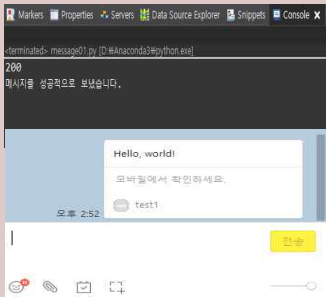 Markers Properties Servers Data Source Explorer Snippets Console X
<terminated> message01.py [D:₩Anaconda3₩python.exe]
200
메시지를 성공적으로 보냈습니다.
Hello, world!
모바일에서 확인하세요.
test1
오후 2:52
전송